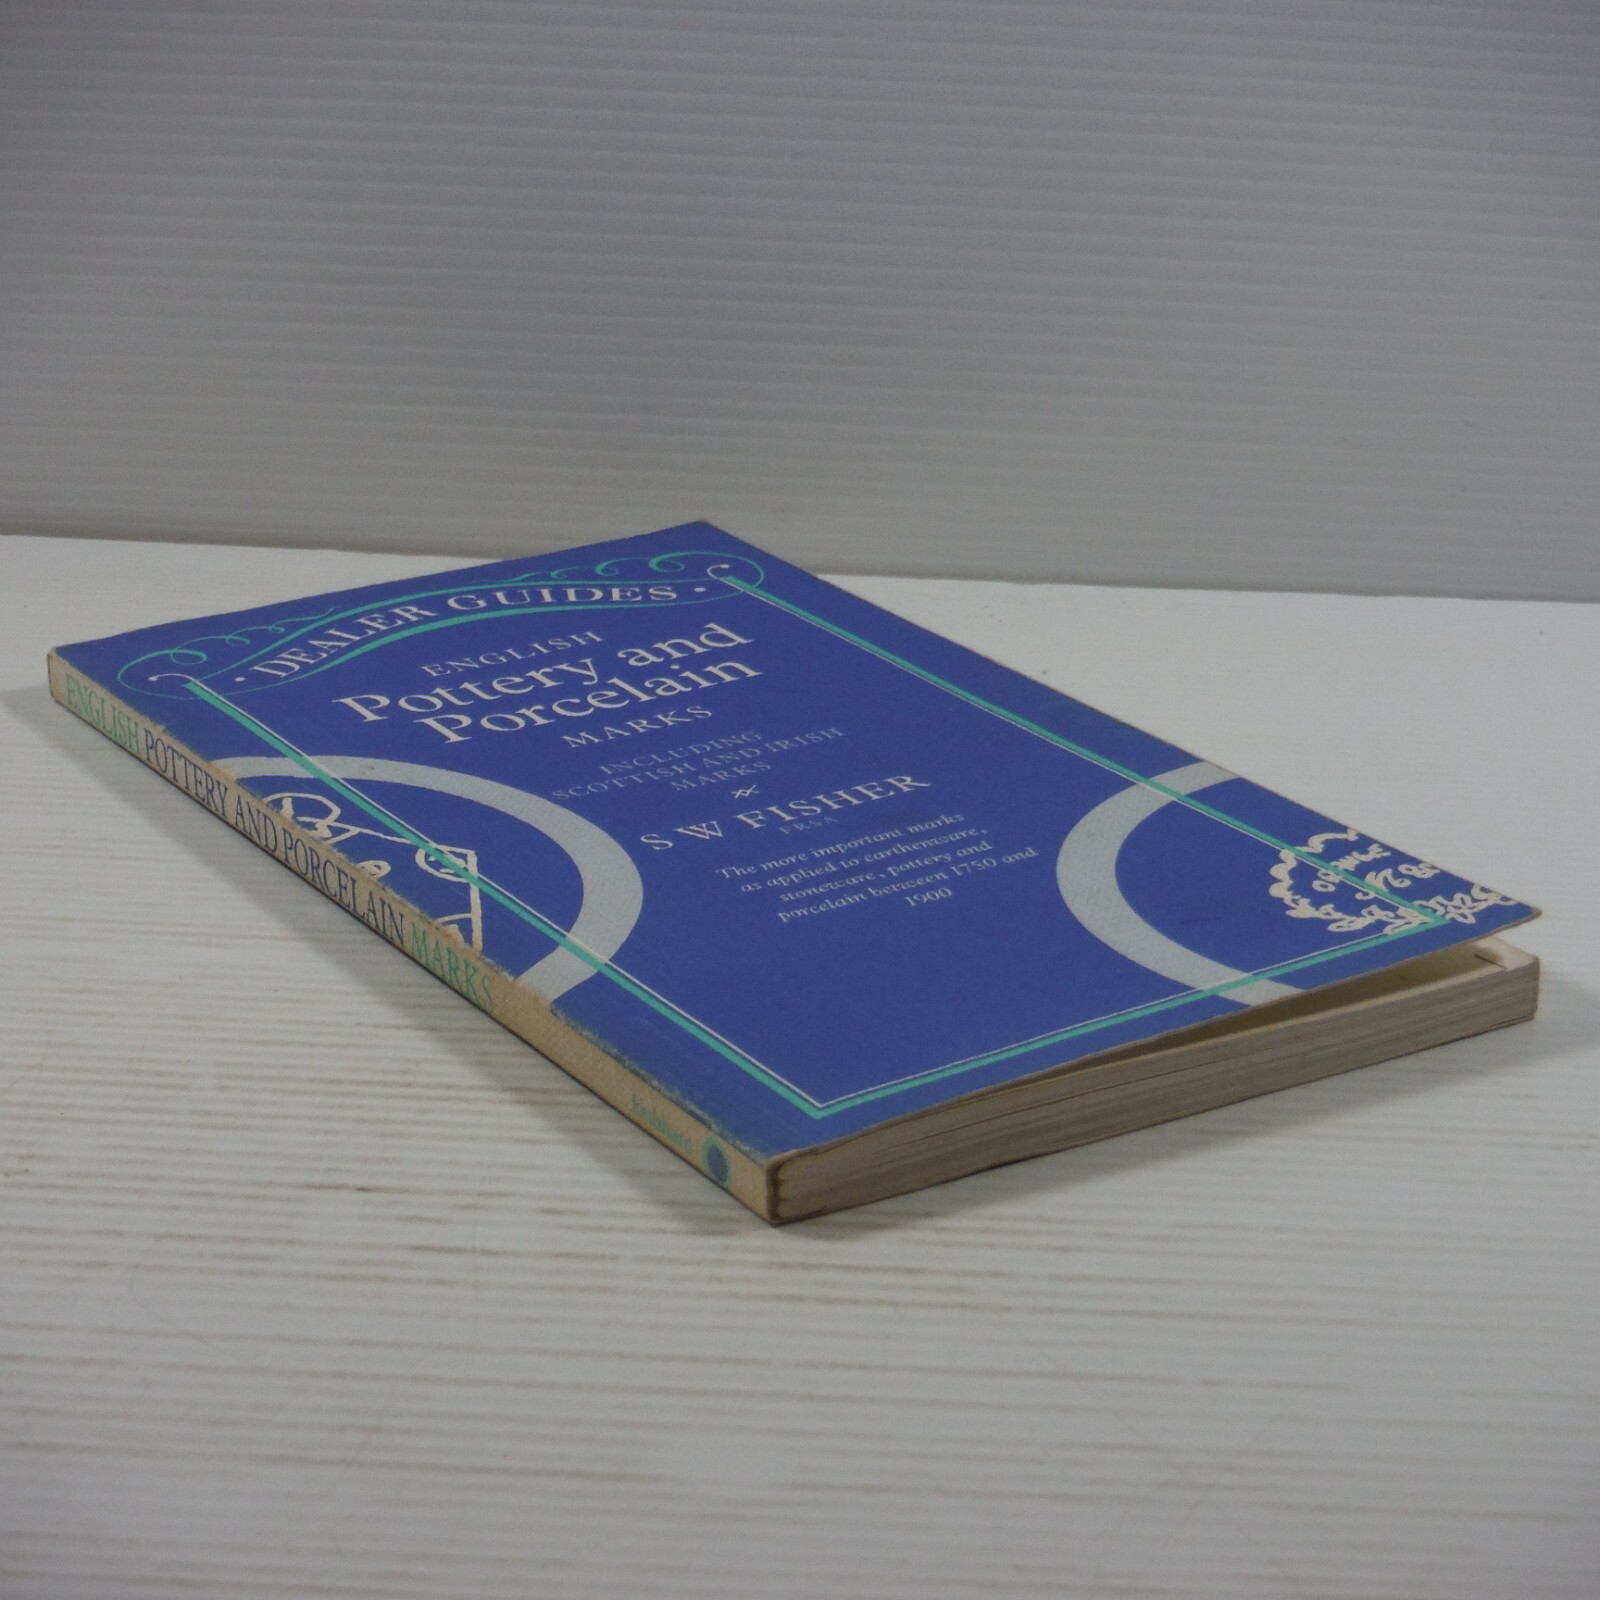 · DEALER GUIDES ·
ENGLISH
Pottery and
Porcelain
MARKS
INCLUDING
SCOTTISH AND IRISH
MARKS
S W FISHER
FRSA
The more important marks
as applied to earthenware,
stoneware, pottery and
porcelain between 1750 and
1900
ENGLISH POTTERY AND PORCELAIN MARKS